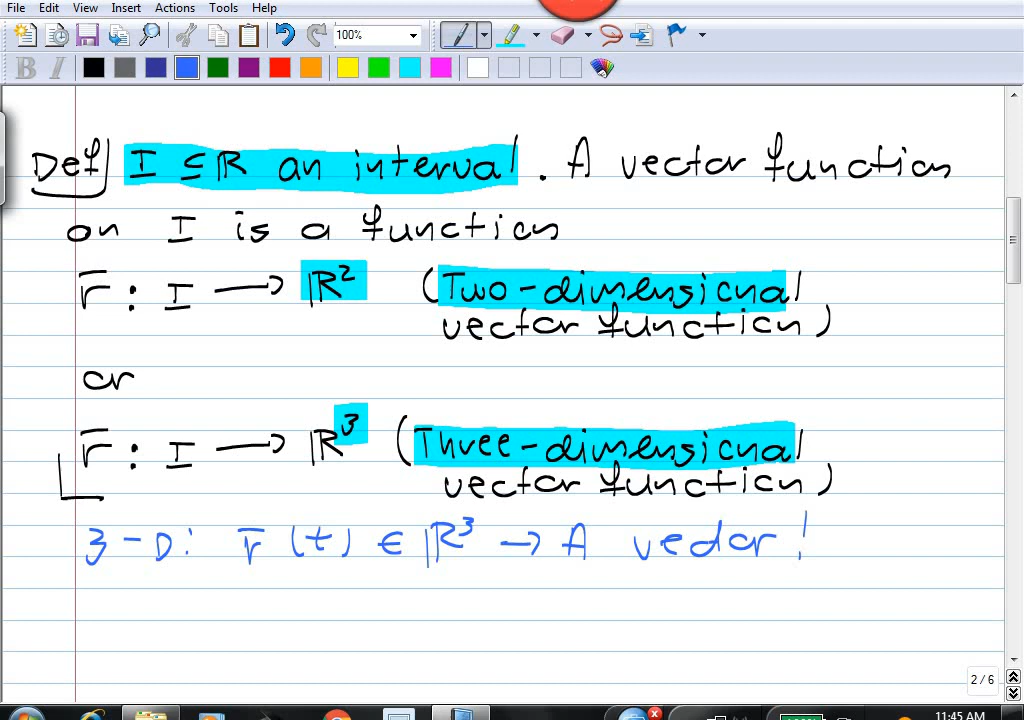 File Edit View Insert Actions Tools Help
100%
B I
Def I ⊆ ℝ an interval. A vector function
on I is a function
r̄ : I → ℝ² (Two-dimensional
vector function)
or
r̄ : I → ℝ³ (Three-dimensional
vector function)
3-D: r̄(t) ∈ ℝ³ → A vector!
2 / 6
11:45 AM